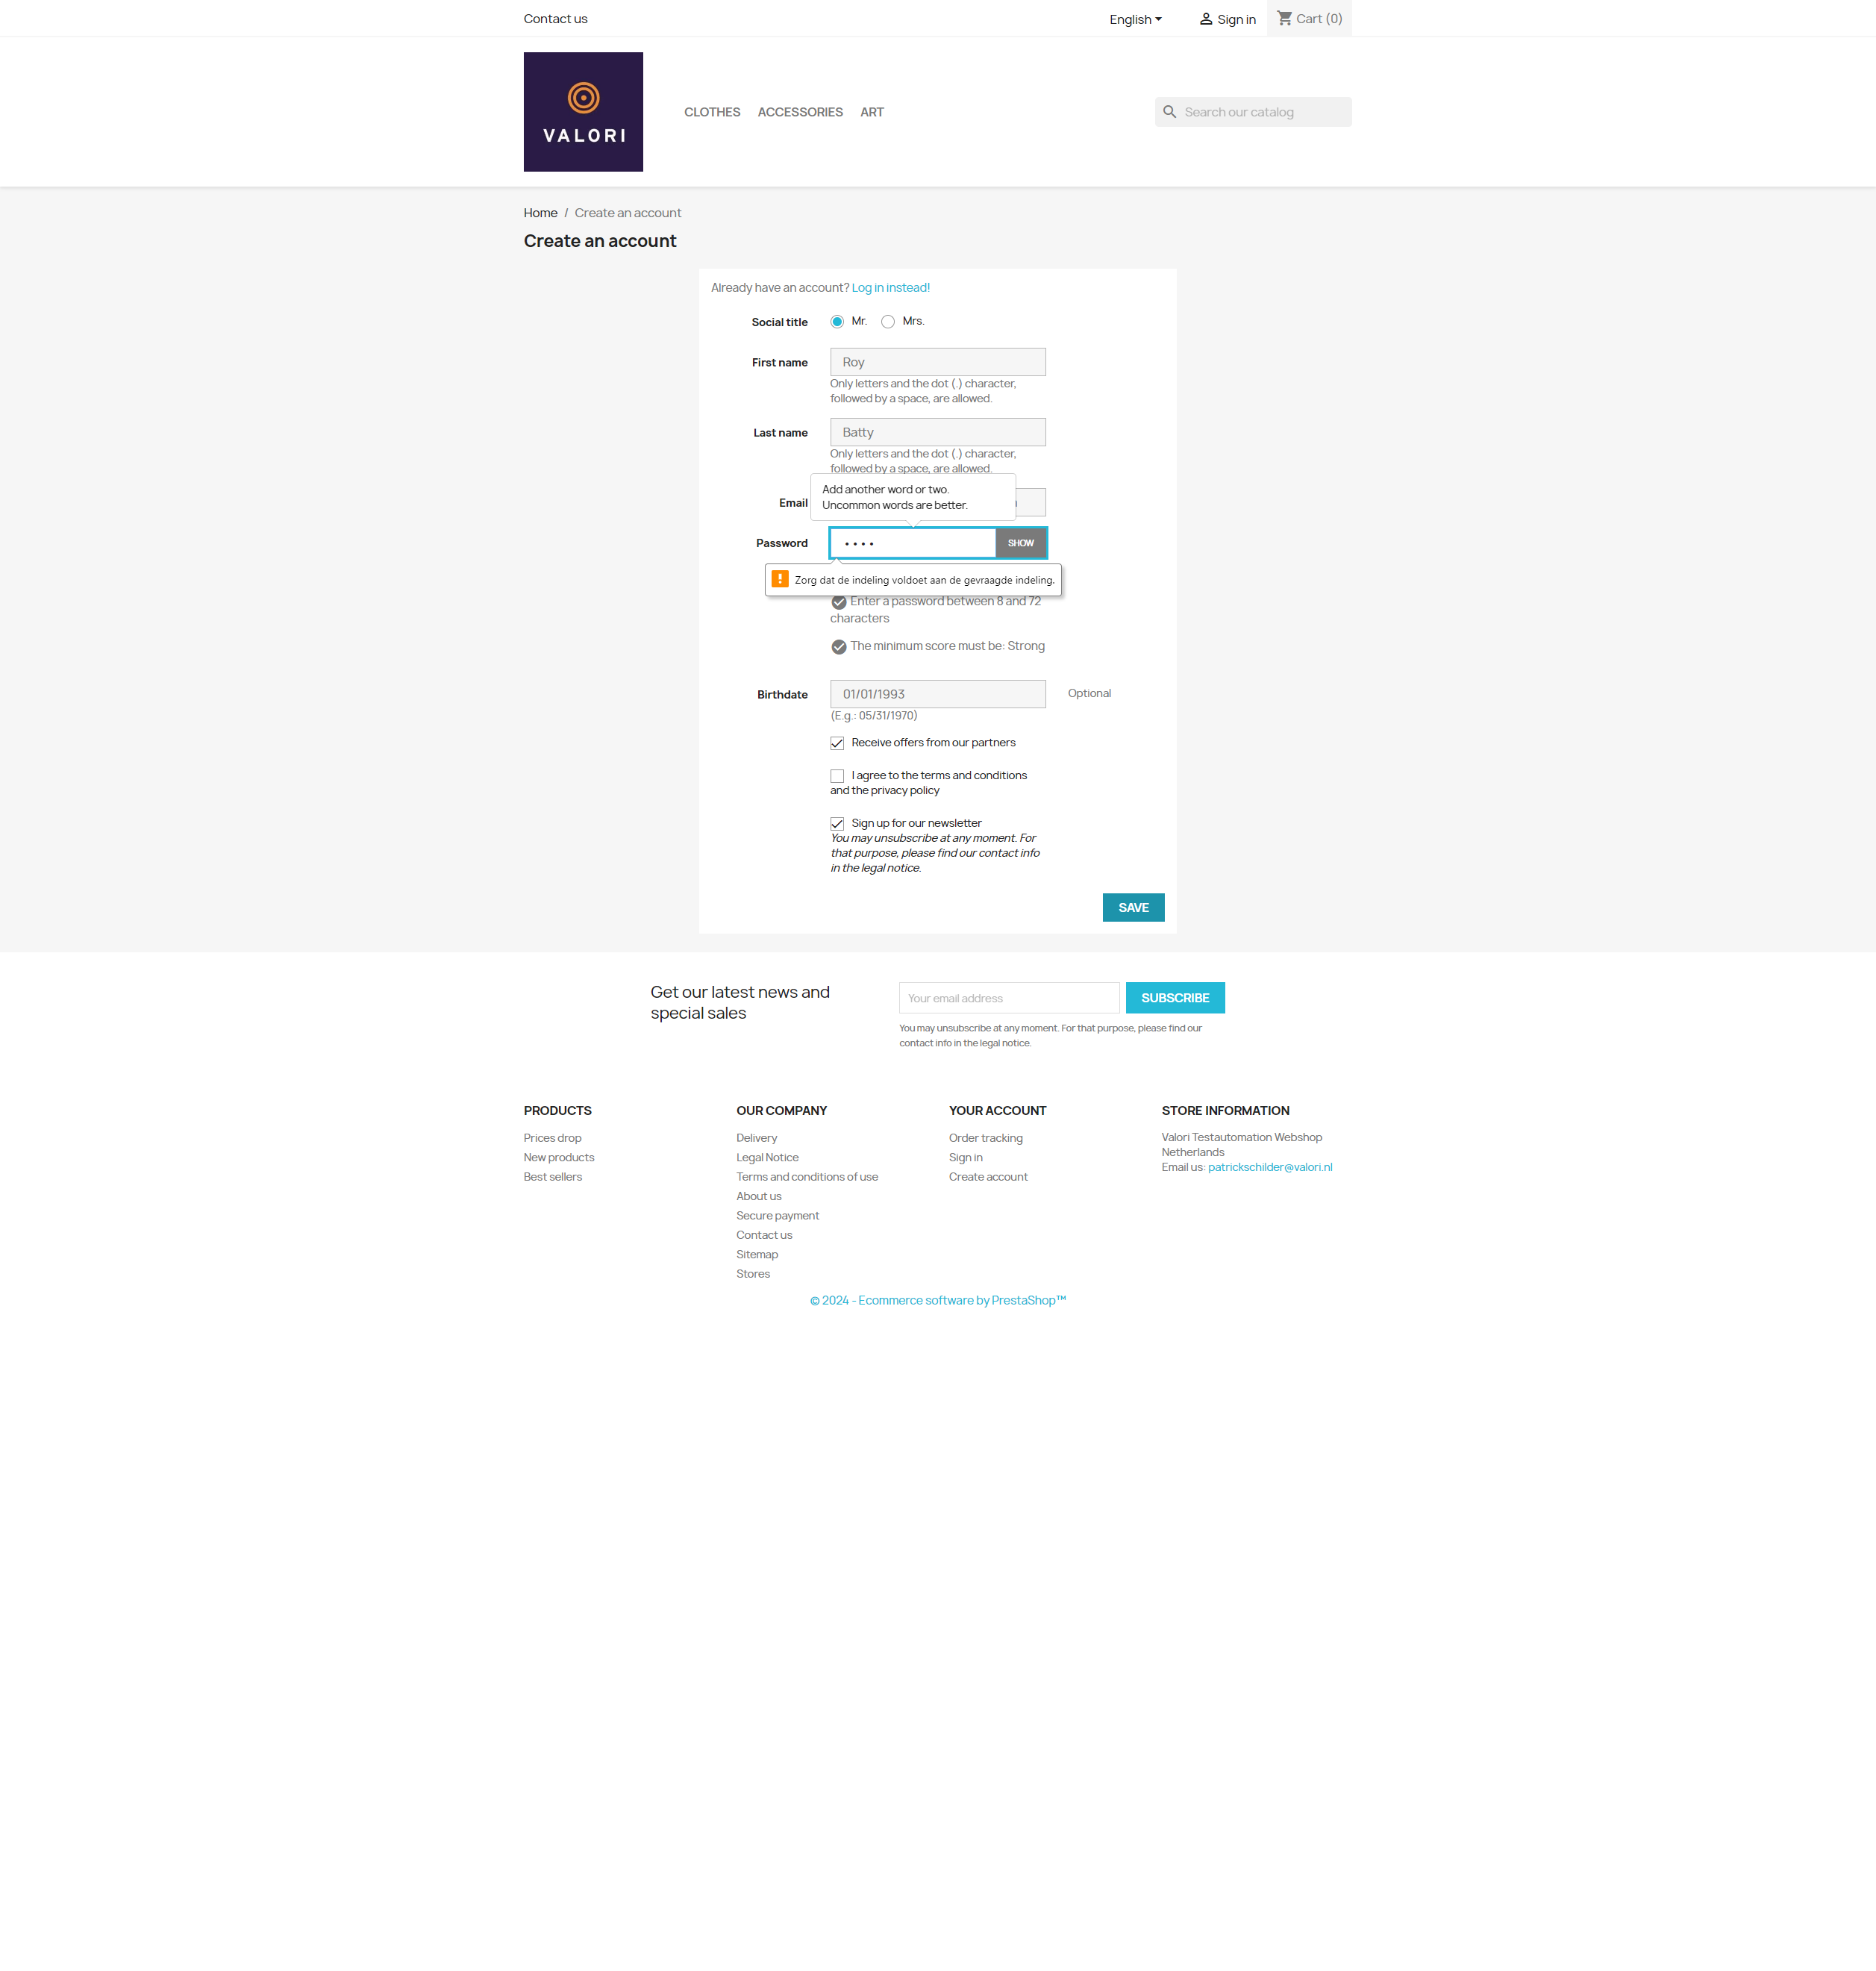 Contact us
English
Sign in
Cart (0)
VALORI
CLOTHES
ACCESSORIES
ART
Search our catalog
Home / Create an account
Create an account
Already have an account? Log in instead!
Social title
Mr.
Mrs.
First name
Roy
Only letters and the dot (.) character,
followed by a space, are allowed.
Last name
Batty
Only letters and the dot (.) character,
followed by a space, are allowed.
Add another word or two.
Uncommon words are better.
Email
Password
SHOW
Zorg dat de indeling voldoet aan de gevraagde indeling.
Enter a password between 8 and 72
characters
The minimum score must be: Strong
Birthdate
01/01/1993
Optional
(E.g.: 05/31/1970)
Receive offers from our partners
I agree to the terms and conditions
and the privacy policy
Sign up for our newsletter
You may unsubscribe at any moment. For
that purpose, please find our contact info
in the legal notice.
SAVE
Get our latest news and
special sales
Your email address
SUBSCRIBE
You may unsubscribe at any moment. For that purpose, please find our
contact info in the legal notice.
PRODUCTS
Prices drop
New products
Best sellers
OUR COMPANY
Delivery
Legal Notice
Terms and conditions of use
About us
Secure payment
Contact us
Sitemap
Stores
YOUR ACCOUNT
Order tracking
Sign in
Create account
STORE INFORMATION
Valori Testautomation Webshop
Netherlands
Email us: patrickschilder@valori.nl
© 2024 - Ecommerce software by PrestaShop™